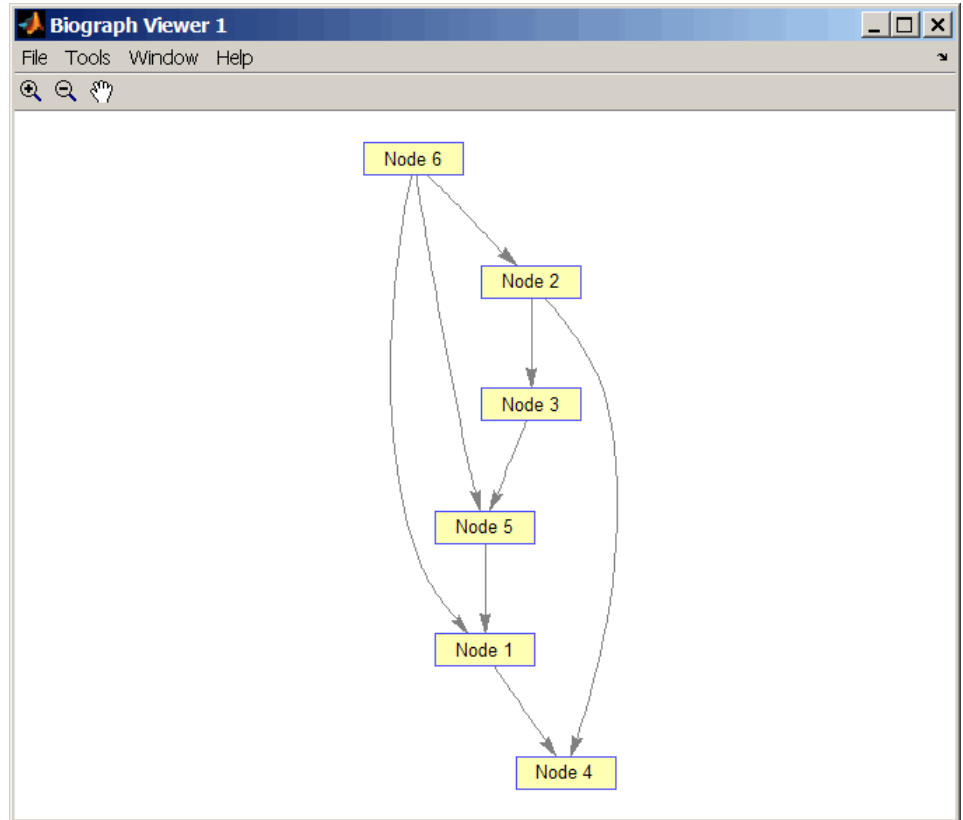 Biograph Viewer 1
File Tools Window Help
Node 6
Node 2
Node 3
Node 5
Node 1
Node 4